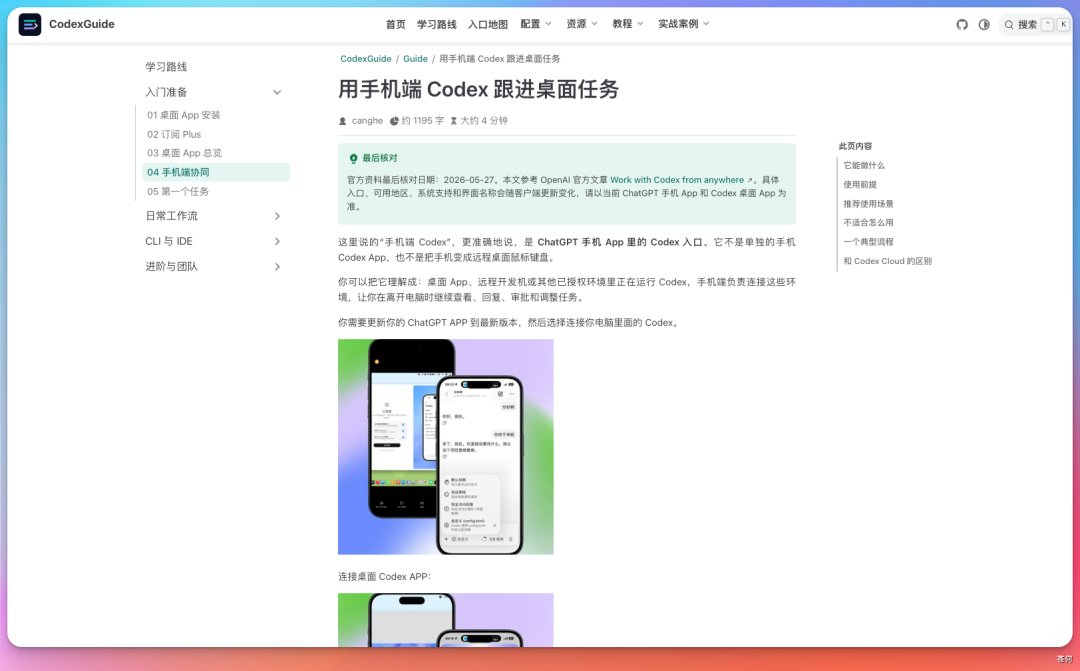 CodexGuide
首页 学习路线 入口地图 配置 资源 教程 实战案例
搜索 ⌃ K
学习路线
入门准备
01 桌面 App 安装
02 订阅 Plus
03 桌面 App 总览
04 手机端协同
05 第一个任务
日常工作流
CLI 与 IDE
进阶与团队
CodexGuide / Guide / 用手机端 Codex 跟进桌面任务
用手机端 Codex 跟进桌面任务
canghe 约 1195 字 大约 4 分钟
最后核对
官方资料最后核对日期：2026-05-27。本文参考 OpenAI 官方文章 Work with Codex from anywhere ↗。具体
入口、可用地区、系统支持和界面名称会随客户端更新变化，请以当前 ChatGPT 手机 App 和 Codex 桌面 App 为
准。
这里说的“手机端 Codex”，更准确地说，是 ChatGPT 手机 App 里的 Codex 入口。它不是单独的手机
Codex App，也不是把手机变成远程桌面鼠标键盘。
你可以把它理解成：桌面 App、远程开发机或其他已授权环境里正在运行 Codex，手机端负责连接这些环
境，让你在离开电脑时继续查看、回复、审批和调整任务。
你需要更新你的 ChatGPT APP 到最新版本，然后选择连接你电脑里面的 Codex。
连接桌面 Codex APP：
此页内容
它能做什么
使用前提
推荐使用场景
不适合怎么用
一个典型流程
和 Codex Cloud 的区别
苍何